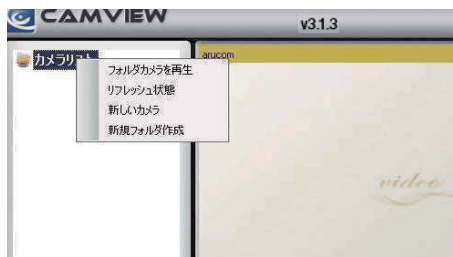 CAMVIEW
v3.1.3
カメラリスト
arucom
フォルダカメラを再生
リフレッシュ状態
新しいカメラ
新規フォルダ作成
video